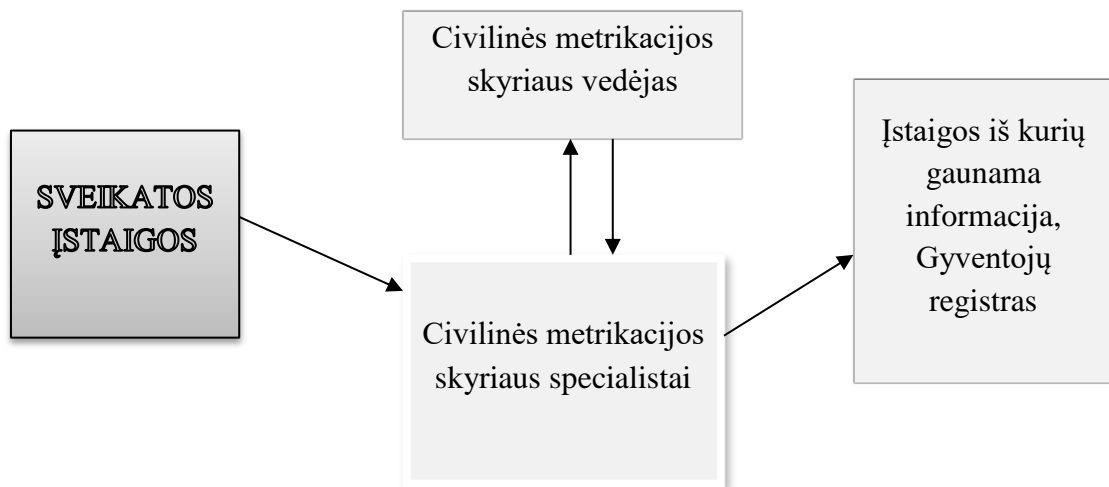 Civilinės metrikacijos
skyriaus vedėjas
SVEIKATOS
ĮSTAIGOS
Civilinės metrikacijos
skyriaus specialistai
Įstaigos iš kurių
gaunama
informacija,
Gyventojų
registras